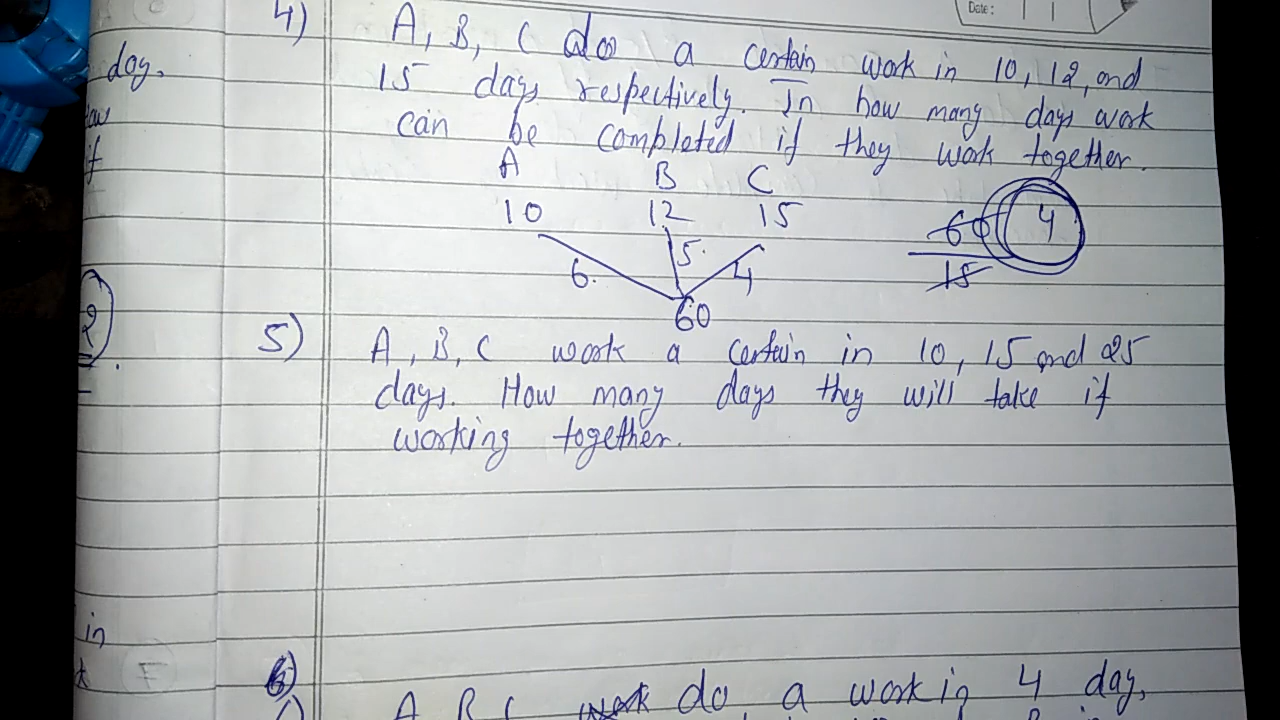 Date:
4) A, B, C do a certain work in 10, 12, and
15 days respectively. In how many days work
can be completed if they work together.
A B C
10 12 15
6. 5. 4
60
60 4
15
5) A, B, C work a certain in 10, 15 and 25
days. How many days they will take if
working together.
6)
A B C do a work in 4 day,
day.
if
2
in
F